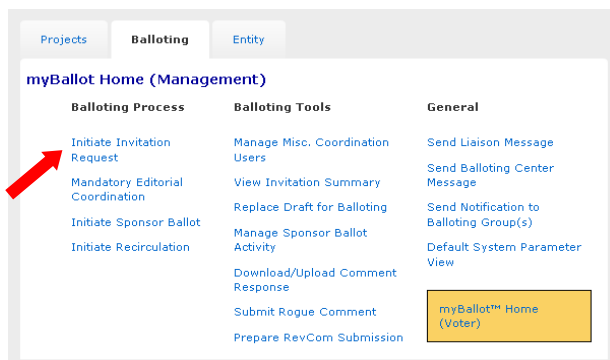 Projects
Balloting
Entity
myBallot Home (Management)
Balloting Process
Initiate Invitation
Request
Mandatory Editorial
Coordination
Initiate Sponsor Ballot
Initiate Recirculation
Balloting Tools
Manage Misc. Coordination
Users
View Invitation Summary
Replace Draft for Balloting
Manage Sponsor Ballot
Activity
Download/Upload Comment
Response
Submit Rogue Comment
Prepare RevCom Submission
General
Send Liaison Message
Send Balloting Center
Message
Send Notification to
Balloting Group(s)
Default System Parameter
View
myBallot™ Home
(Voter)